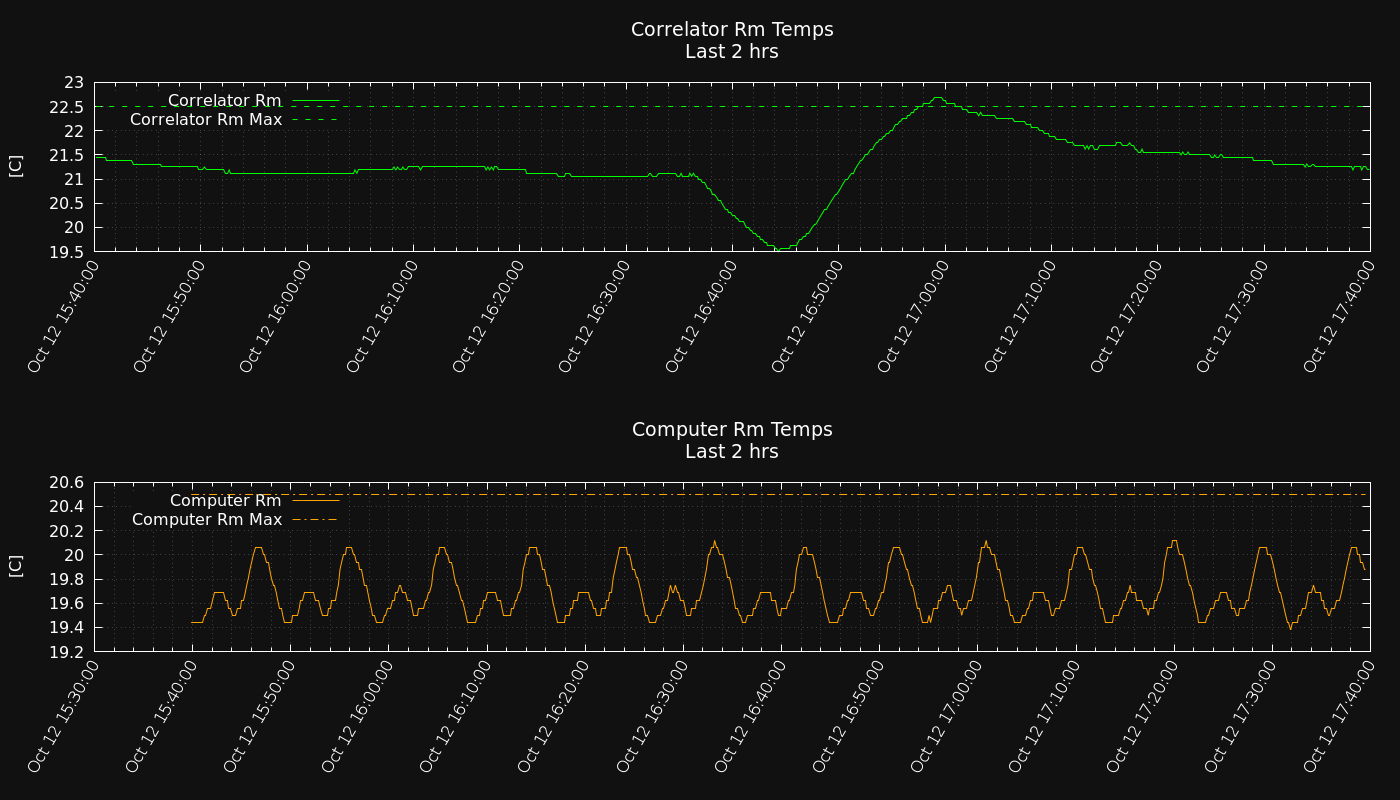 Correlator Rm Temps
Last 2 hrs
23
22.5
22
21.5
21
20.5
20
19.5
[C]
Correlator Rm
Correlator Rm Max
Oct 12 15:40:00
Oct 12 15:50:00
Oct 12 16:00:00
Oct 12 16:10:00
Oct 12 16:20:00
Oct 12 16:30:00
Oct 12 16:40:00
Oct 12 16:50:00
Oct 12 17:00:00
Oct 12 17:10:00
Oct 12 17:20:00
Oct 12 17:30:00
Oct 12 17:40:00
Computer Rm Temps
Last 2 hrs
20.6
20.4
20.2
20
19.8
19.6
19.4
19.2
[C]
Computer Rm
Computer Rm Max
Oct 12 15:30:00
Oct 12 15:40:00
Oct 12 15:50:00
Oct 12 16:00:00
Oct 12 16:10:00
Oct 12 16:20:00
Oct 12 16:30:00
Oct 12 16:40:00
Oct 12 16:50:00
Oct 12 17:00:00
Oct 12 17:10:00
Oct 12 17:20:00
Oct 12 17:30:00
Oct 12 17:40:00